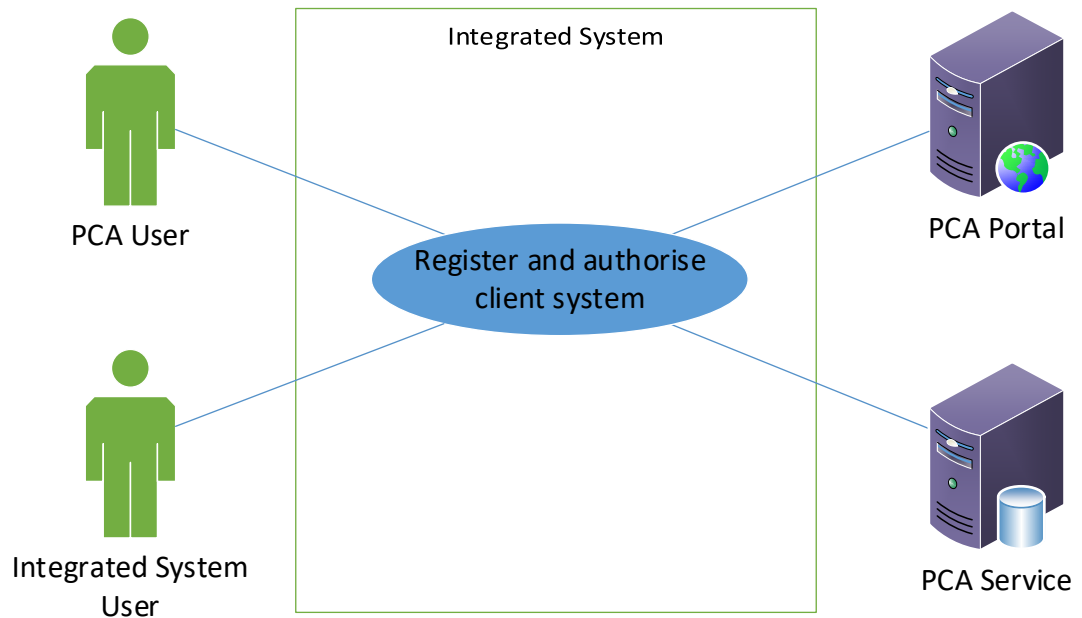 Integrated System
PCA User
PCA Portal
Register and authorise
client system
Integrated System
User
PCA Service